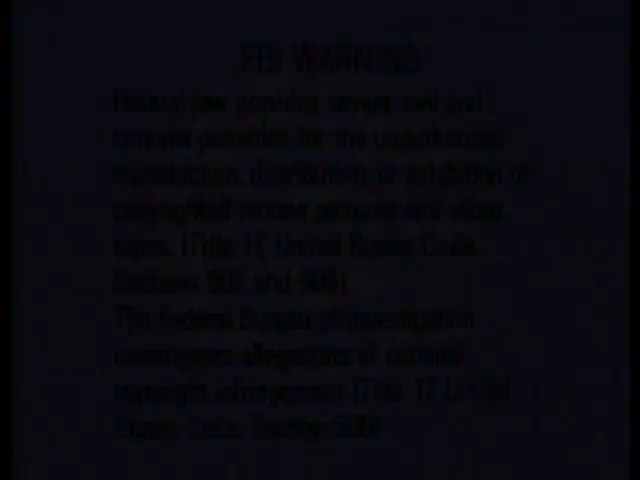 FBI WARNING
Federal law provides severe civil and
criminal penalties for the unauthorized
reproduction, distribution, or exhibition of
copyrighted motion pictures and video
tapes. (Title 17, United States Code,
Sections 501 and 506)
The Federal Bureau of Investigation
investigates allegations of criminal
copyright infringement (Title 17, United
States Code, Section 506)